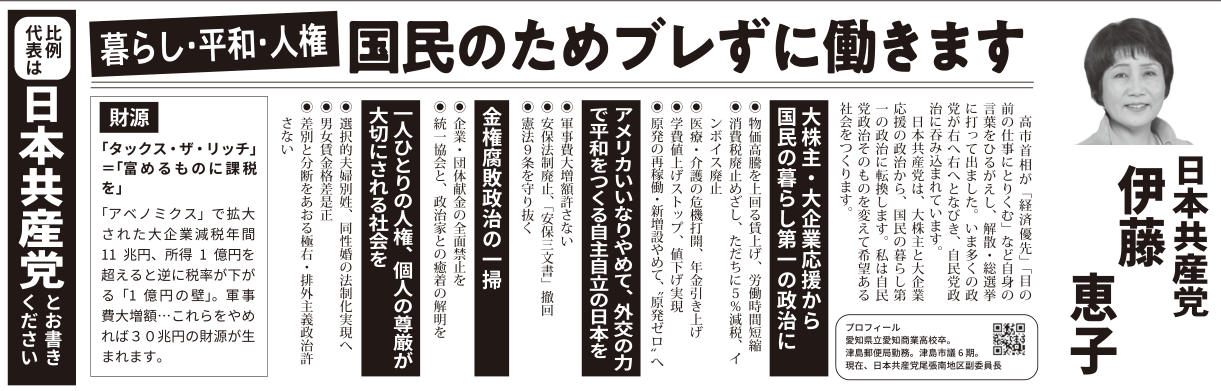 日本共産党
伊藤 恵子
暮らし・平和・人権
国民のためブレずに働きます
高市首相が「経済優先」「目の
前の仕事にとりくむ」など自身の
言葉をひるがえし、解散・総選挙
に打って出ました。いま多くの政
党が右へ右へとなびき、自民党政
治に呑み込まれています。
日本共産党は、大株主と大企業
応援の政治から、国民の暮らし第
一の政治に転換します。私は自民
党政治そのものを変えて希望ある
社会をつくります。
プロフィール
愛知県立愛知商業高校卒。
津島郵便局勤務。津島市議6期。
現在、日本共産党尾張南地区副委員長
大株主・大企業応援から
国民の暮らし第一の政治に
●物価高騰を上回る賃上げ、労働時間短縮
●消費税廃止めざし、ただちに5%減税、イ
ンボイス廃止
●医療・介護の危機打開、年金引き上げ
●学費値上げストップ、値下げ実現
●原発の再稼働・新増設やめて、“原発ゼロ”へ
アメリカいいなりやめて、外交の力
で平和をつくる自主自立の日本を
●軍事費大増額許さない
●安保法制廃止、「安保三文書」撤回
●憲法9条を守り抜く
金権腐敗政治の一掃
●企業・団体献金の全面禁止を
●統一協会と、政治家との癒着の解明を
一人ひとりの人権、個人の尊厳が
大切にされる社会を
●選択的夫婦別姓、同性婚の法制化実現へ
●男女賃金格差是正
●差別と分断をあおる極右・排外主義政治許
さない
財源
「タックス・ザ・リッチ」
＝「富めるものに課税
を」
「アベノミクス」で拡大
された大企業減税年間
11兆円、所得1億円を
超えると逆に税率が下が
る「1億円の壁」。軍事
費大増額…これらをやめ
れば30兆円の財源が生
まれます。
比例
代表は
日本共産党
とお書き
ください